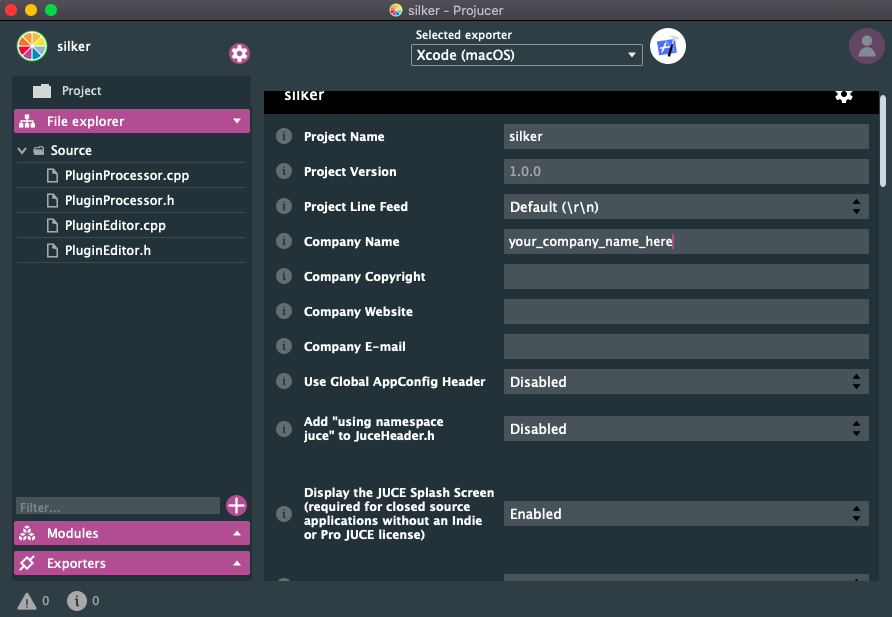 silker - Projucer
silker
Selected exporter
Xcode (macOS)
Project
File explorer
Source
PluginProcessor.cpp
PluginProcessor.h
PluginEditor.cpp
PluginEditor.h
Filter...
Modules
Exporters
0
0
silker
Project Name
silker
Project Version
1.0.0
Project Line Feed
Default (\r\n)
Company Name
your_company_name_here
Company Copyright
Company Website
Company E-mail
Use Global AppConfig Header
Disabled
Add "using namespace
juce" to JuceHeader.h
Disabled
Display the JUCE Splash Screen
(required for closed source
applications without an Indie
or Pro JUCE license)
Enabled